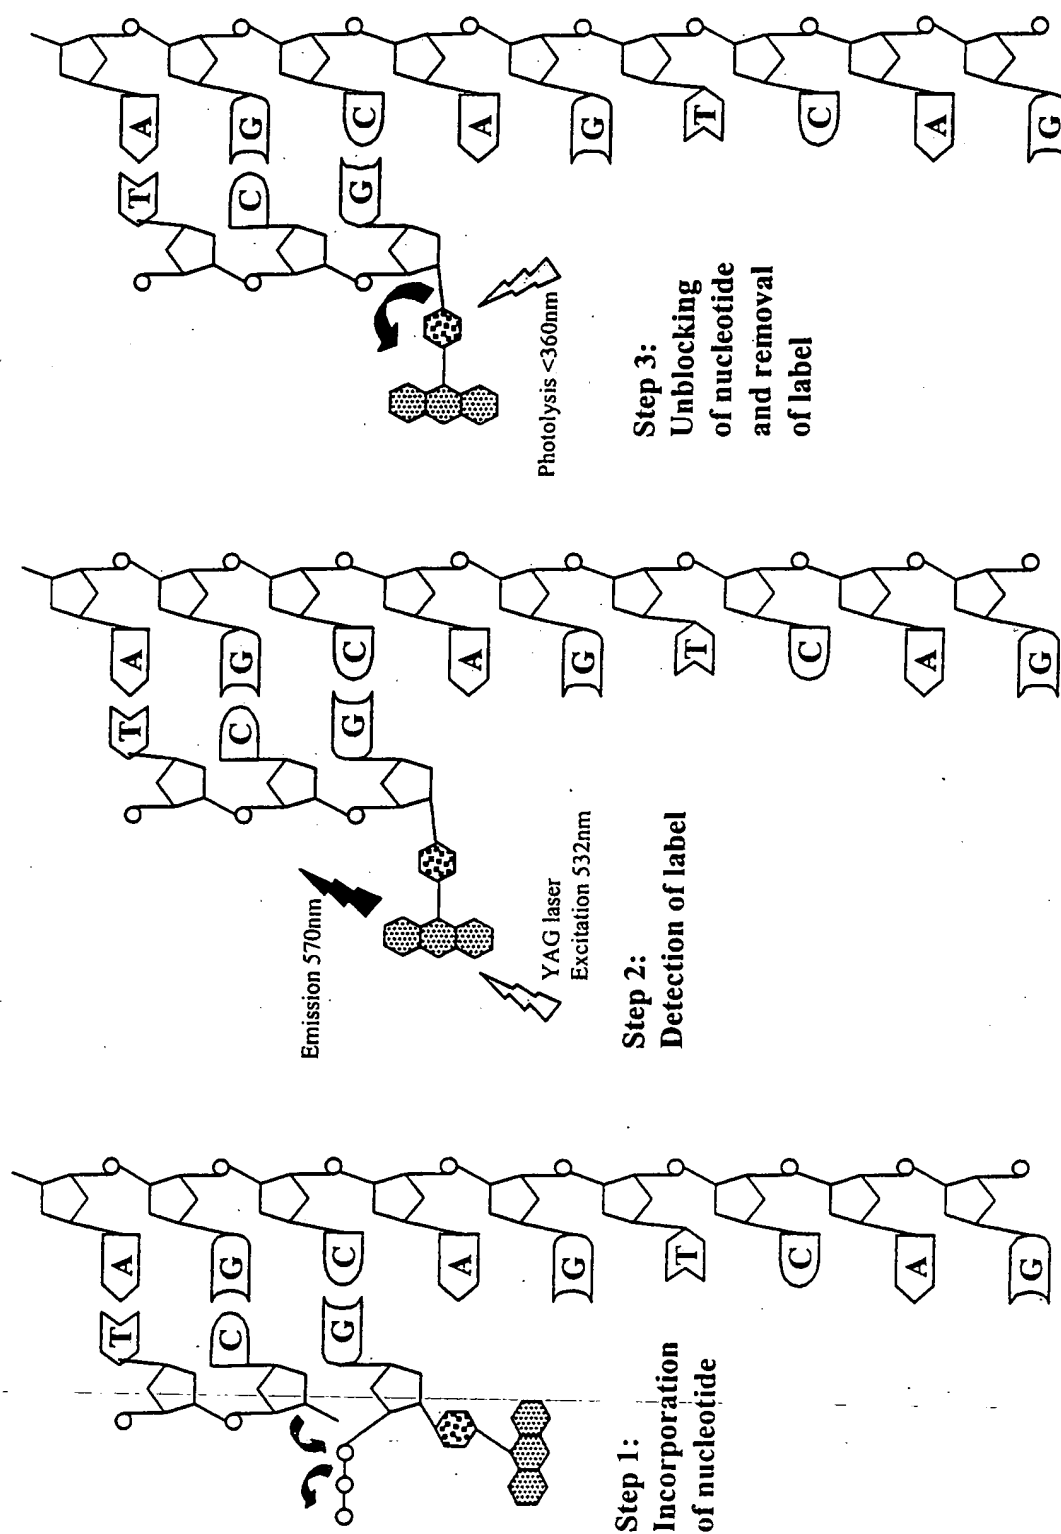 T A
C G
G C
A
G
T
C
A
G
Step 1:
Incorporation
of nucleotide
T A
C G
Emission 570nm
G C
A
YAG laser
Excitation 532nm
G
T
C
A
G
Step 2:
Detection of label
T A
C G
G C
A
Photolysis <360nm
G
T
C
A
G
Step 3:
Unblocking
of nucleotide
and removal
of label